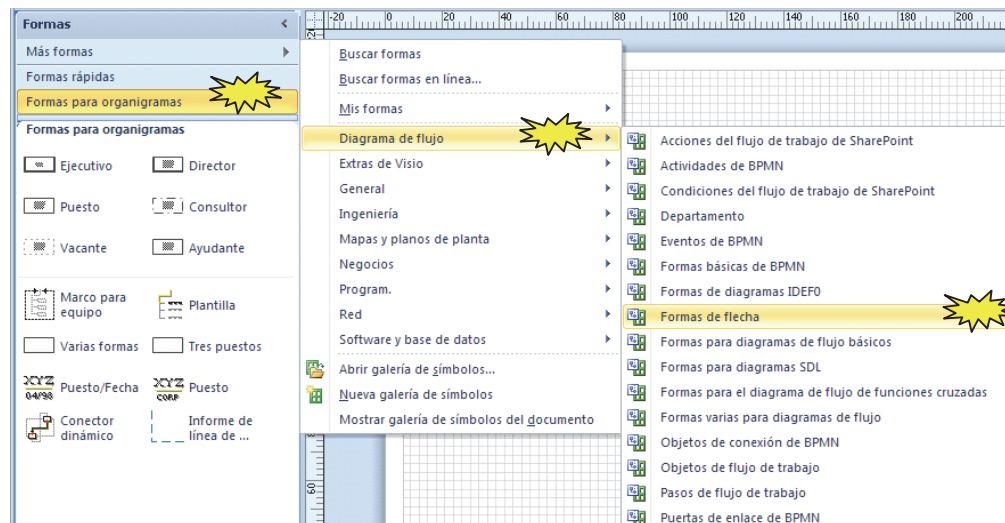 Formas
Más formas
Formas rápidas
Formas para organigramas
Formas para organigramas
Ejecutivo
Director
Puesto
Consultor
Vacante
Ayudante
Marco para equipo
Plantilla
Varias formas
Tres puestos
XYZ 04/98
Puesto/Fecha
XYZ CORP
Puesto
Conector dinámico
Informe de línea de ...
-20 0 20 40 60 80 100 120 140 160 180 200
Buscar formas
Buscar formas en línea...
Mis formas
Diagrama de flujo
Extras de Visio
General
Ingeniería
Mapas y planos de planta
Negocios
Program.
Red
Software y base de datos
Abrir galería de símbolos...
Nueva galería de símbolos
Mostrar galería de símbolos del documento
60
Acciones del flujo de trabajo de SharePoint
Actividades de BPMN
Condiciones del flujo de trabajo de SharePoint
Departamento
Eventos de BPMN
Formas básicas de BPMN
Formas de diagramas IDEF0
Formas de flecha
Formas para diagramas de flujo básicos
Formas para diagramas SDL
Formas para el diagrama de flujo de funciones cruzadas
Formas varias para diagramas de flujo
Objetos de conexión de BPMN
Objetos de flujo de trabajo
Pasos de flujo de trabajo
Puertas de enlace de BPMN